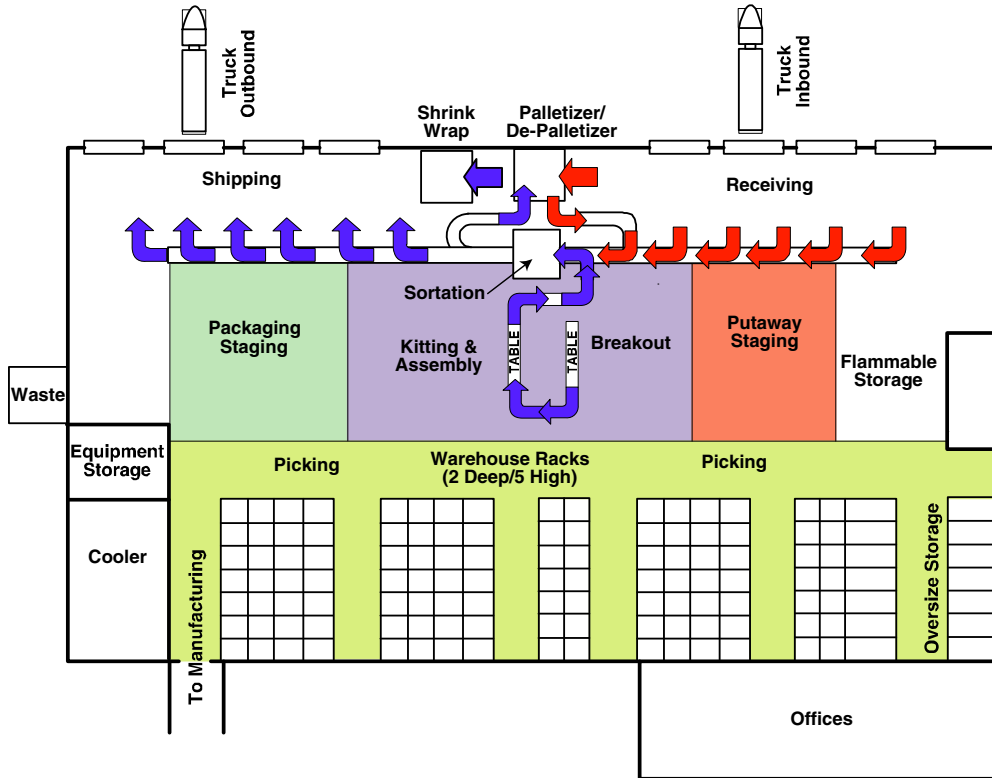 Truck
Outbound
Truck
Inbound
Shrink
Wrap
Palletizer/
De-Palletizer
Shipping
Receiving
Sortation
Packaging
Staging
Kitting &
Assembly
TABLE
TABLE
Breakout
Putaway
Staging
Flammable
Storage
Waste
Equipment
Storage
Picking
Warehouse Racks
(2 Deep/5 High)
Picking
Cooler
To Manufacturing
Oversize Storage
Offices